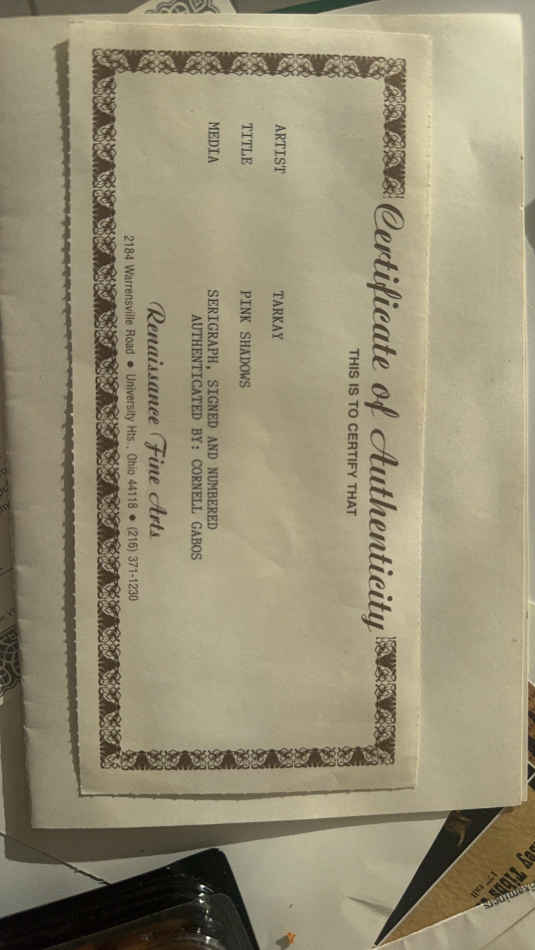 Certificate of Authenticity
THIS IS TO CERTIFY THAT
ARTIST TARKAY
TITLE PINK SHADOWS
MEDIA SERIGRAPH, SIGNED AND NUMBERED
AUTHENTICATED BY: CORNELL GABOS
Renaissance Fine Arts
2184 Warrensville Road ● University Hts., Ohio 44118 ● (216) 371-1230